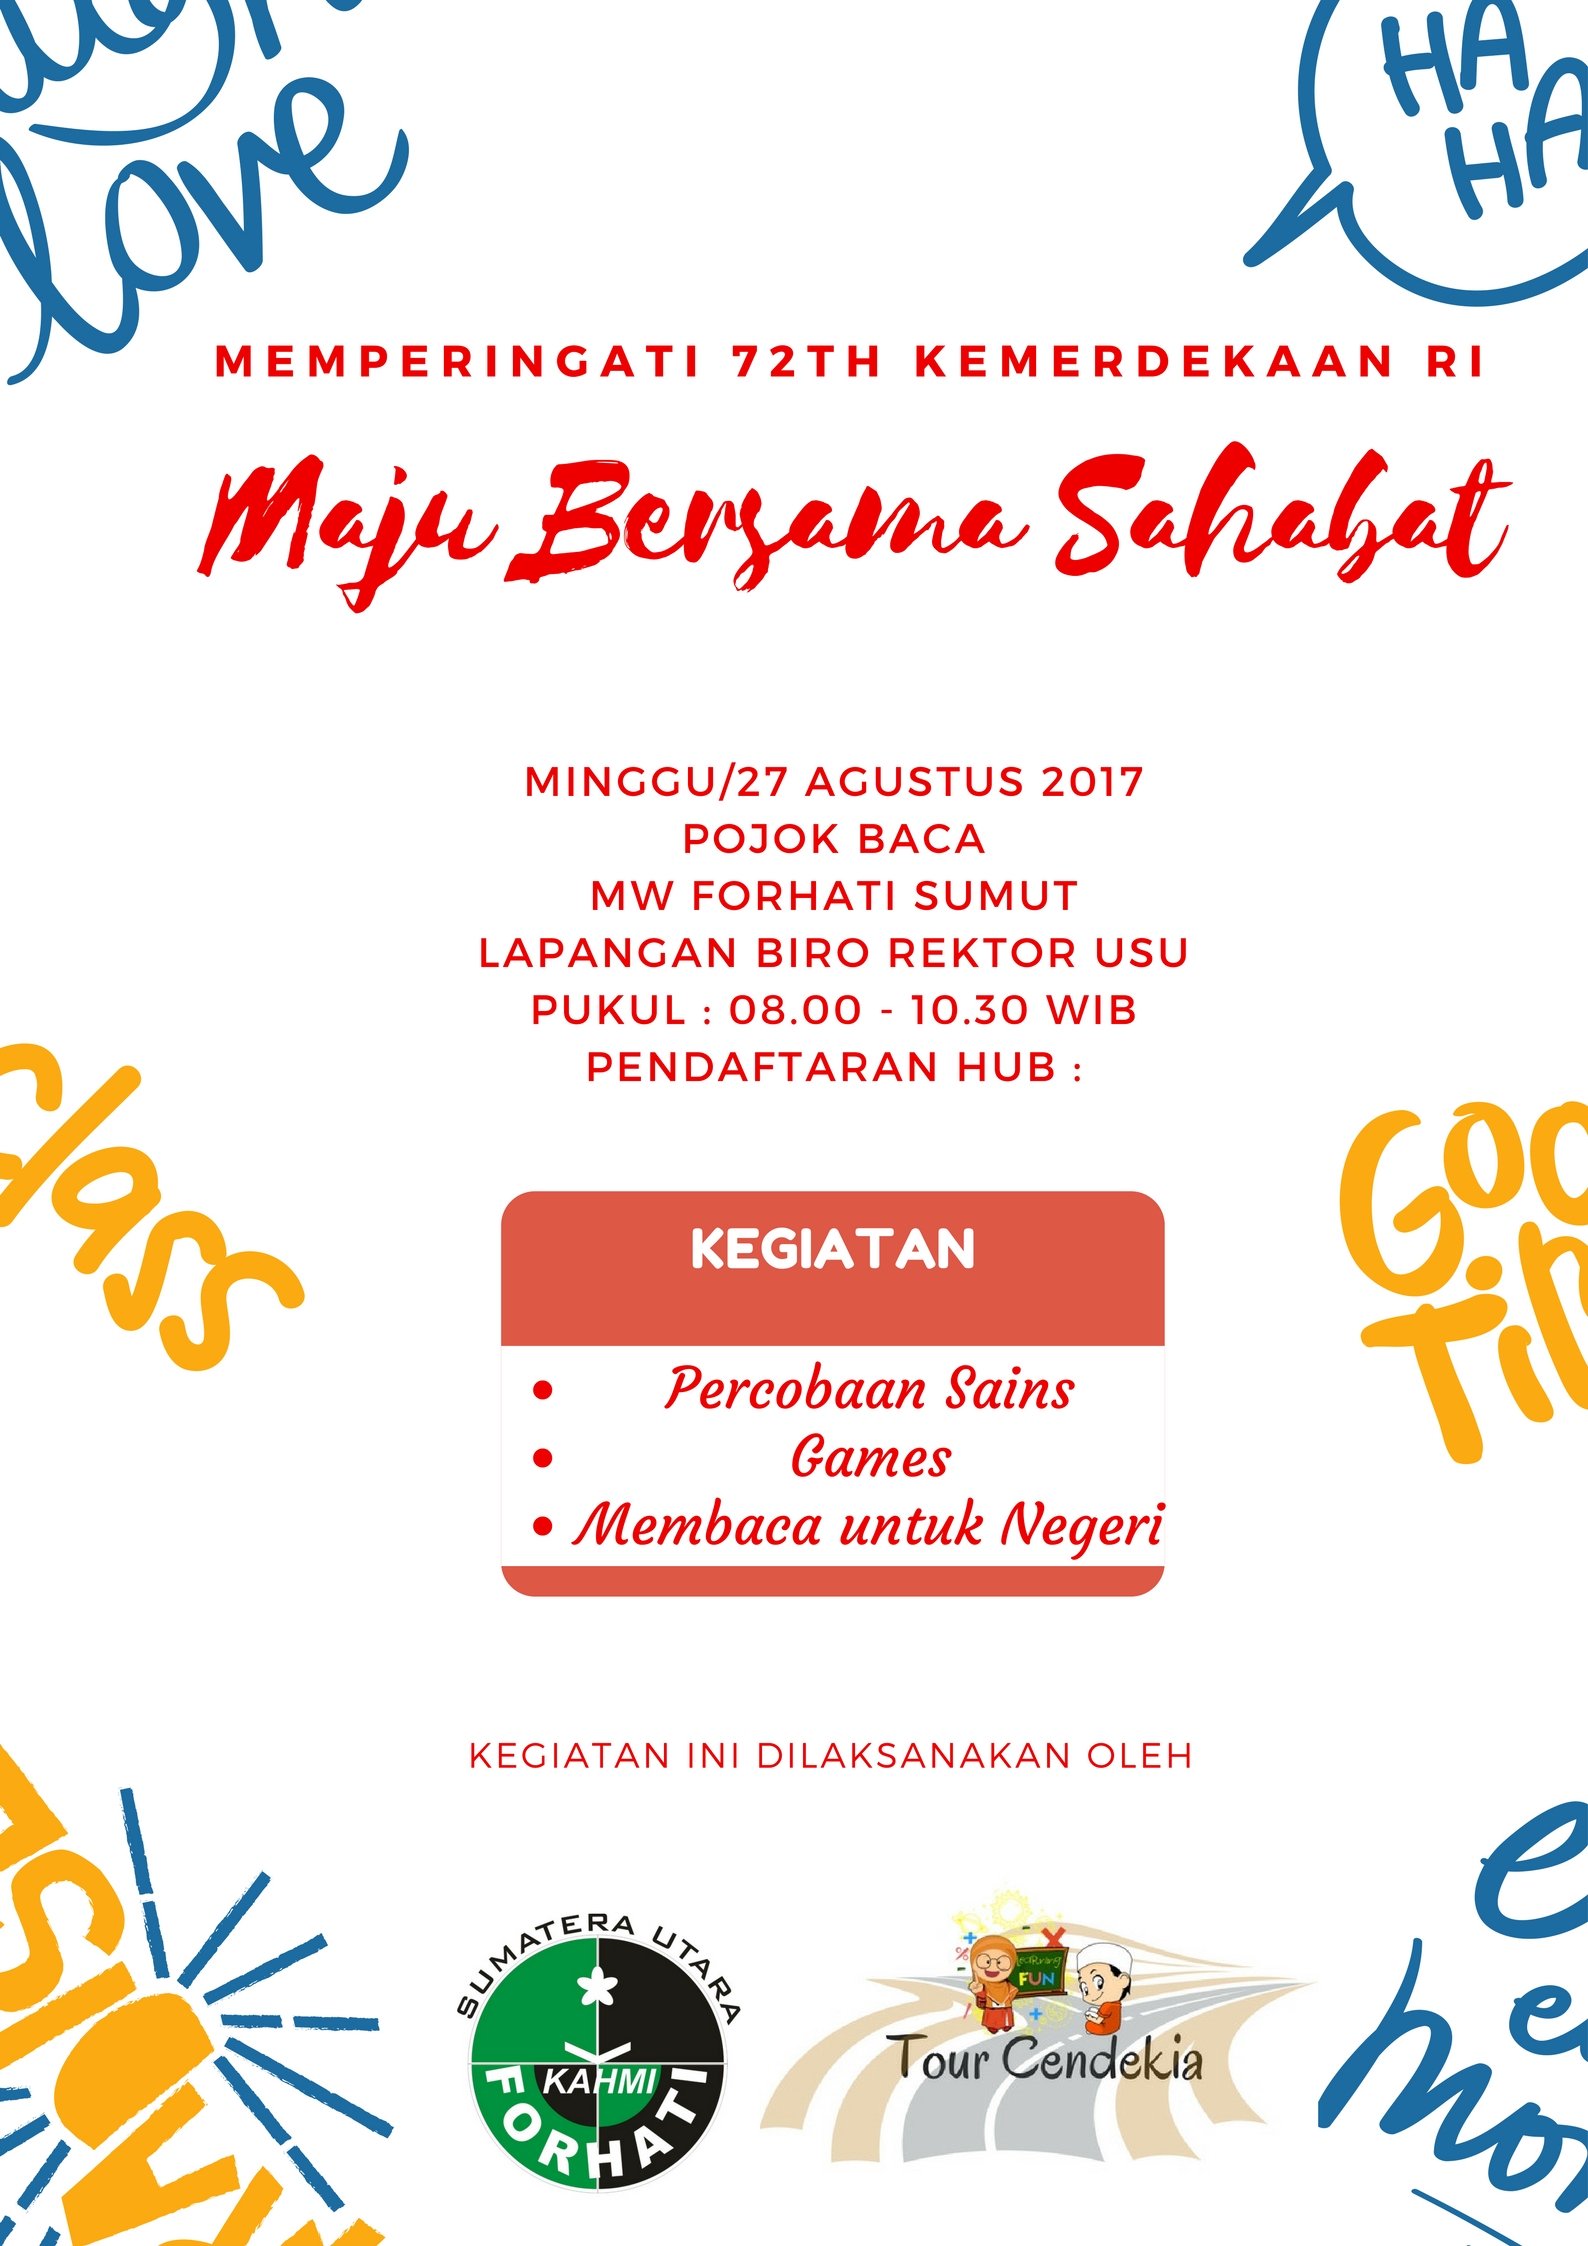 love
HA
HA
MEMPERINGATI 72TH KEMERDEKAAN RI
Maju Bersama Sahabat
MINGGU/27 AGUSTUS 2017
POJOK BACA
MW FORHATI SUMUT
LAPANGAN BIRO REKTOR USU
PUKUL : 08.00 - 10.30 WIB
PENDAFTARAN HUB :
class
KEGIATAN
• Percobaan Sains
• Games
• Membaca untuk Negeri
KEGIATAN INI DILAKSANAKAN OLEH
SUMATERA UTARA
KAHMI
FORHATI
learning
FUN
Tour Cendekia